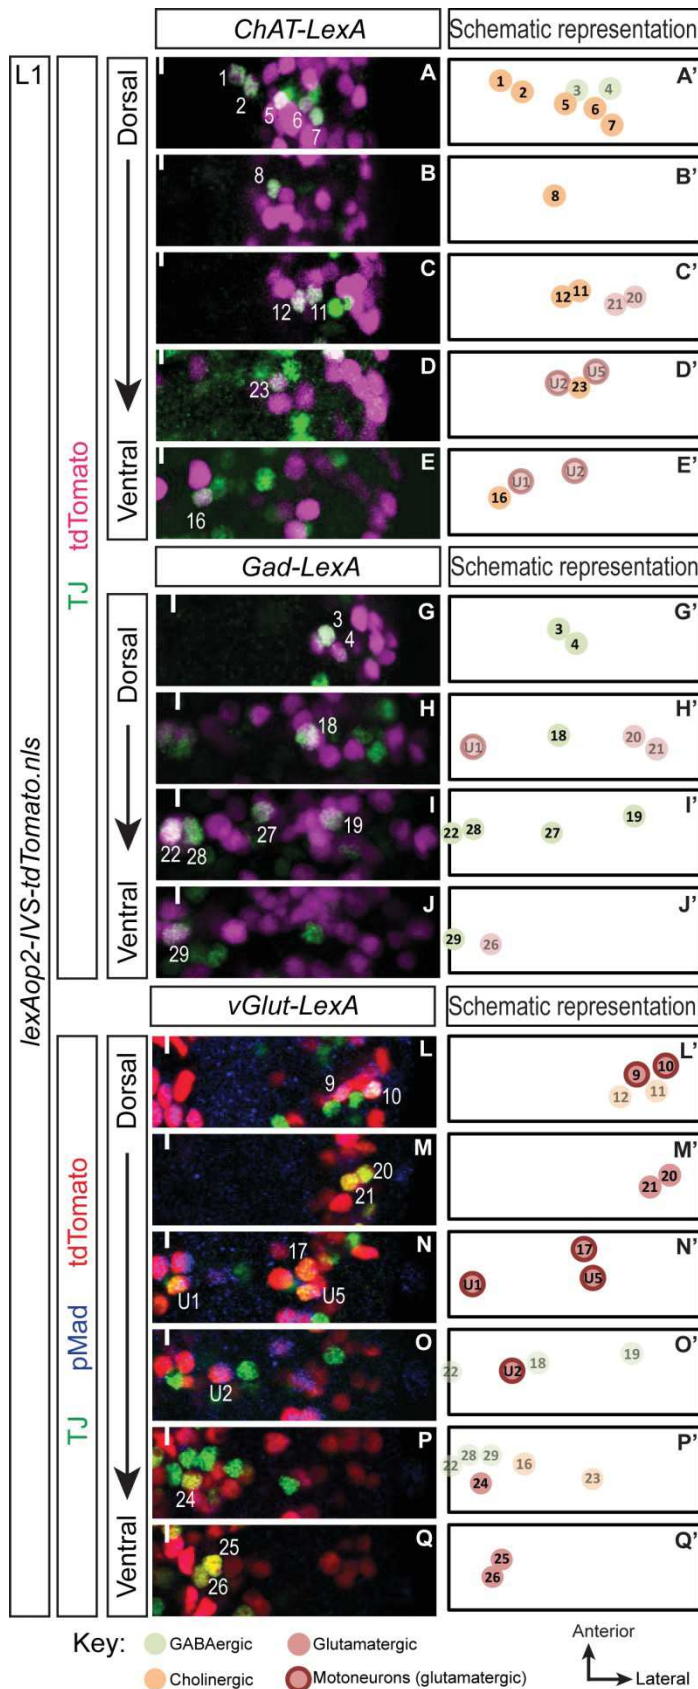 ChAT-LexA Schematic representation
L1
lexAop2-IVS-tdTomato.nls
TJ tdTomato
Dorsal
Ventral
1 2 5 6 7 A
1 2 3 4 5 6 7 A’
8 B
8 B’
12 11 C
12 11 21 20 C’
23 D
U2 23 U5 D’
16 E
16 U1 U2 E’
Gad-LexA Schematic representation
Dorsal
Ventral
3 4 G
3 4 G’
18 H
U1 18 20 21 H’
22 28 27 19 I
22 28 27 19 I’
29 J
29 26 J’
vGlut-LexA Schematic representation
TJ pMad tdTomato
Dorsal
Ventral
9 10 L
12 9 11 10 L’
21 20 M
21 20 M’
U1 17 U5 N
U1 17 U5 N’
U2 O
22 U2 18 19 O’
24 P
22 28 29 24 16 23 P’
25 26 Q
25 26 Q’
Key: GABAergic Glutamatergic
Cholinergic Motoneurons (glutamatergic)
Anterior
Lateral